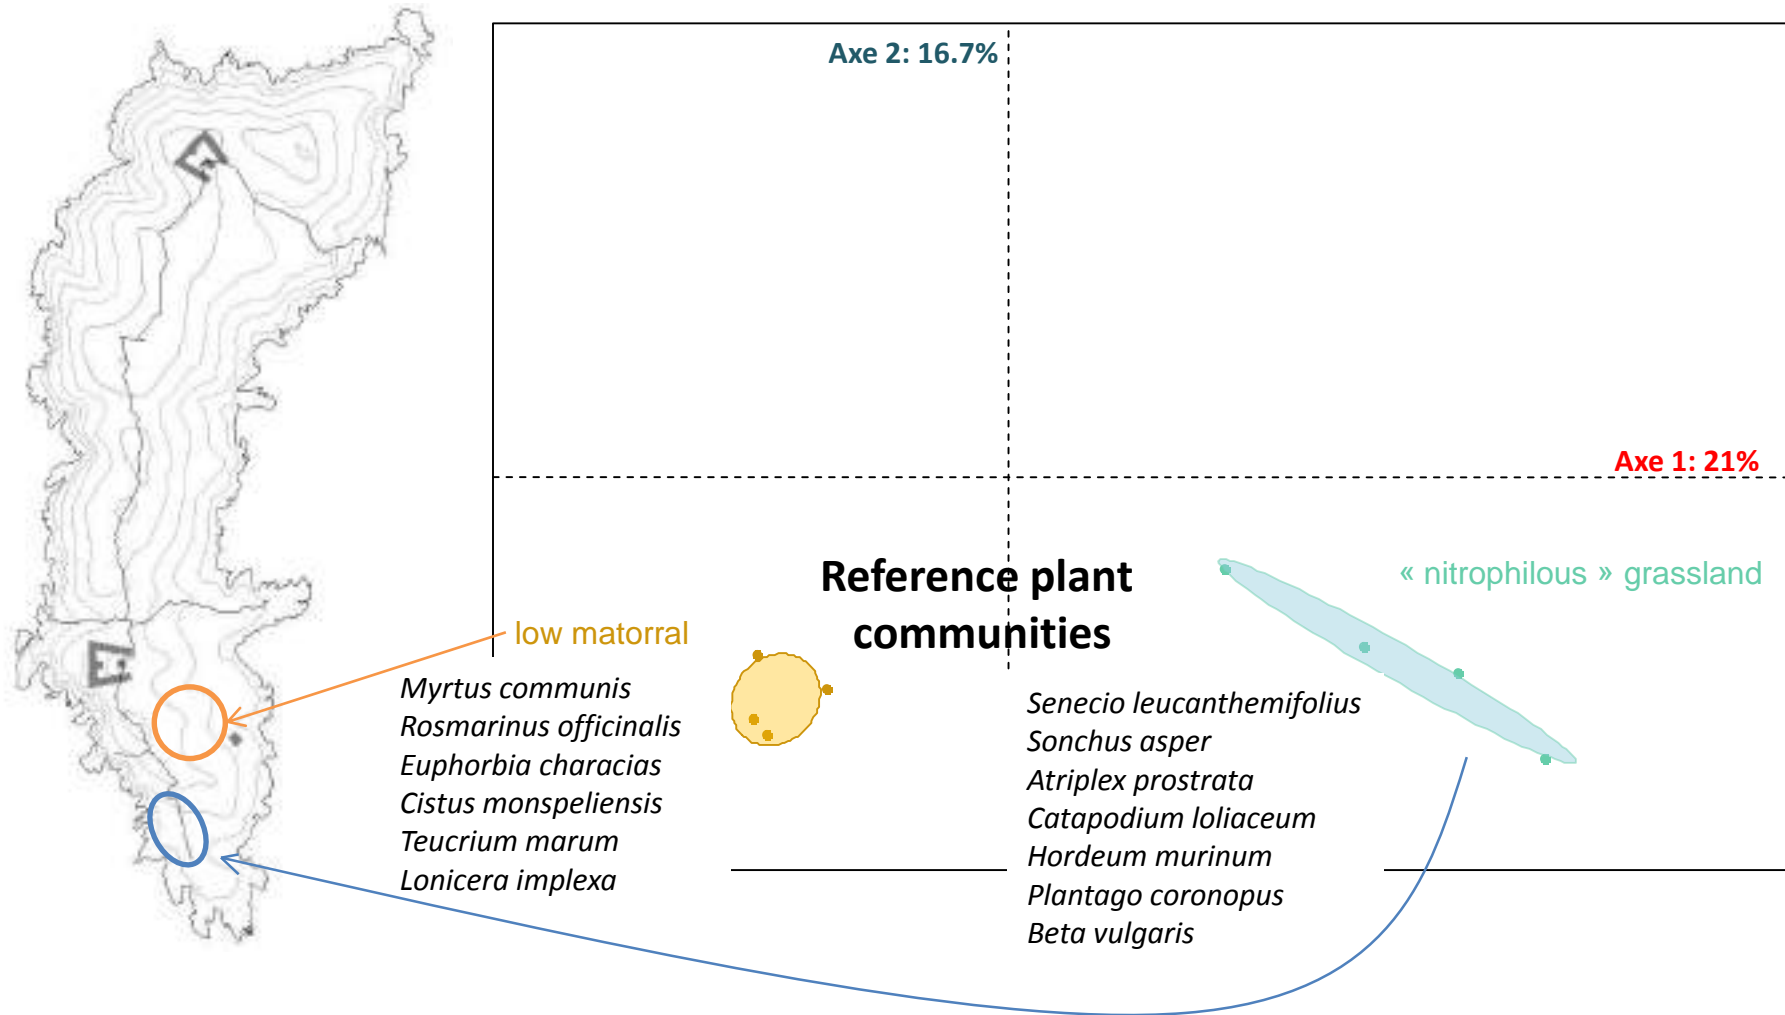 Axe 2: 16.7%
Axe 1: 21%
Reference plant
communities
« nitrophilous » grassland
low matorral
Myrtus communis
Rosmarinus officinalis
Euphorbia characias
Cistus monspeliensis
Teucrium marum
Lonicera implexa
Senecio leucanthemifolius
Sonchus asper
Atriplex prostrata
Catapodium loliaceum
Hordeum murinum
Plantago coronopus
Beta vulgaris